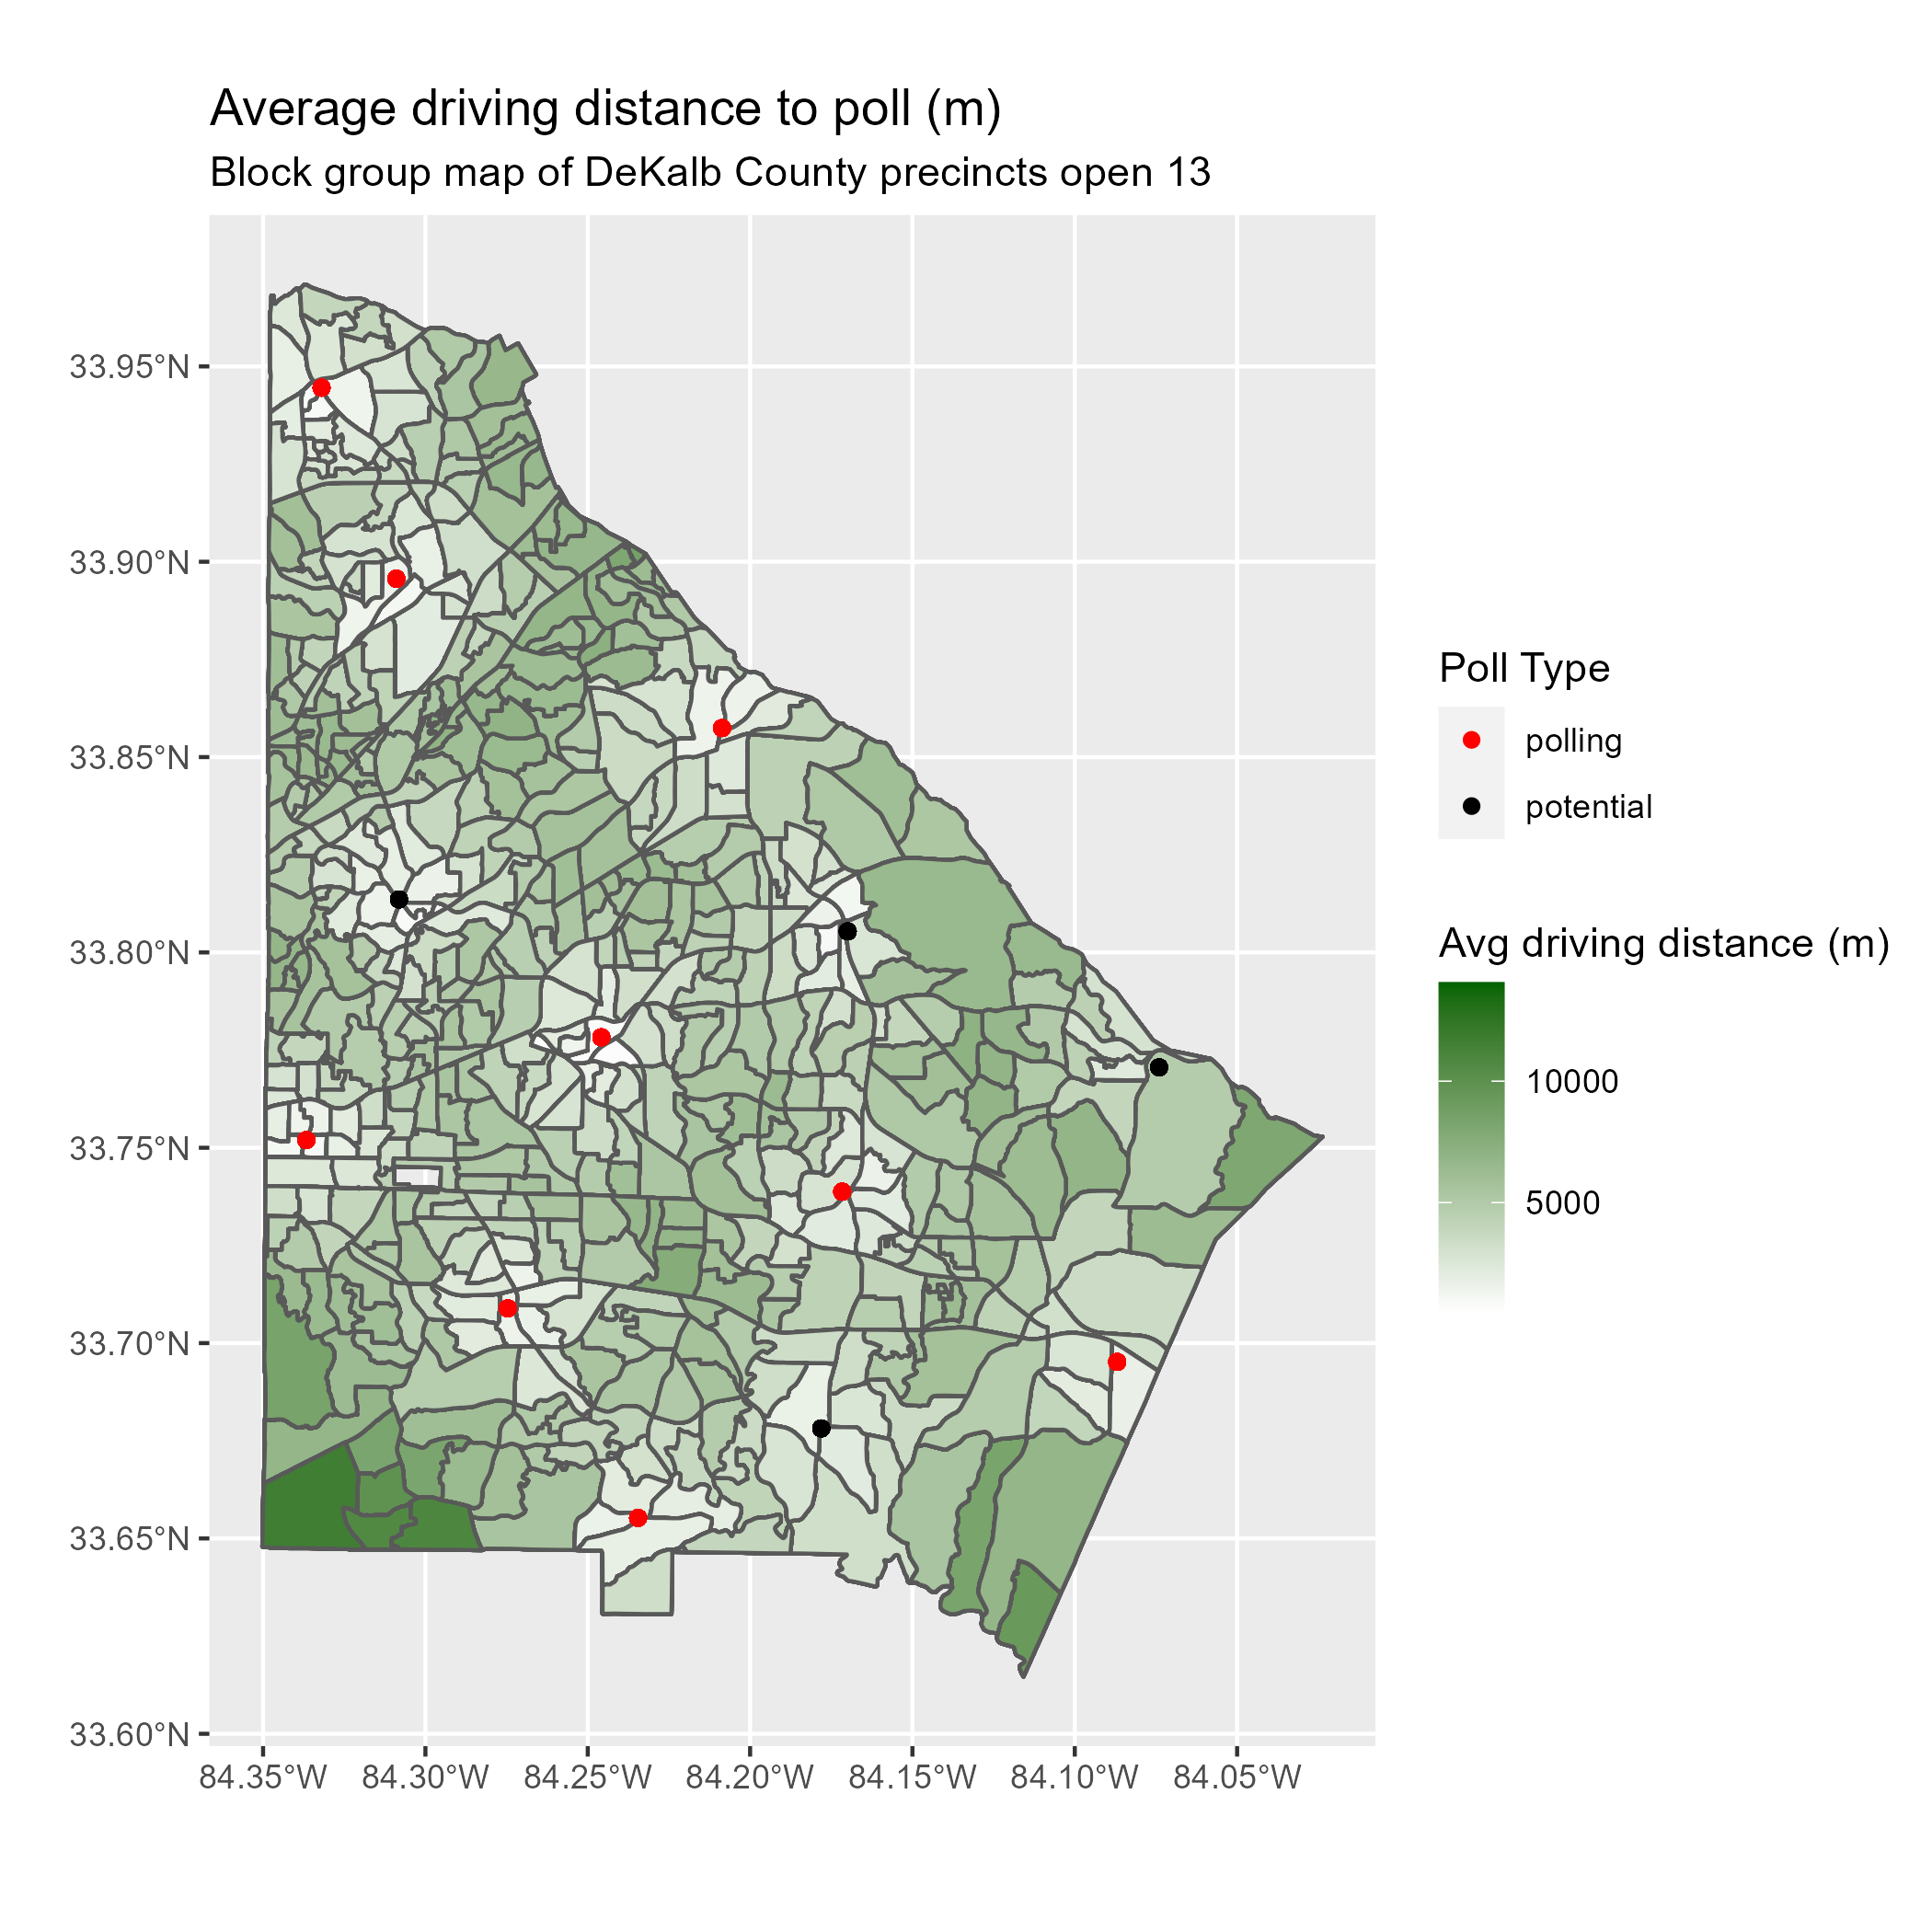 Average driving distance to poll (m)
Block group map of DeKalb County precincts open 13
33.95°N
33.90°N
33.85°N
33.80°N
33.75°N
33.70°N
33.65°N
33.60°N
84.35°W 84.30°W 84.25°W 84.20°W 84.15°W 84.10°W 84.05°W
Poll Type
polling
potential
Avg driving distance (m)
10000
5000